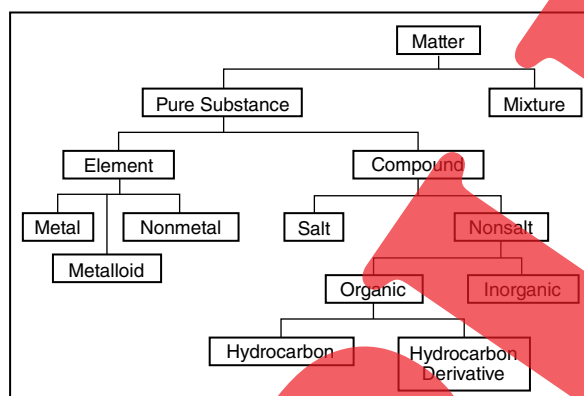 Matter
Pure Substance
Mixture
Element
Compound
Metal
Nonmetal
Salt
Nonsalt
Metalloid
Organic
Inorganic
Hydrocarbon
Hydrocarbon
Derivative